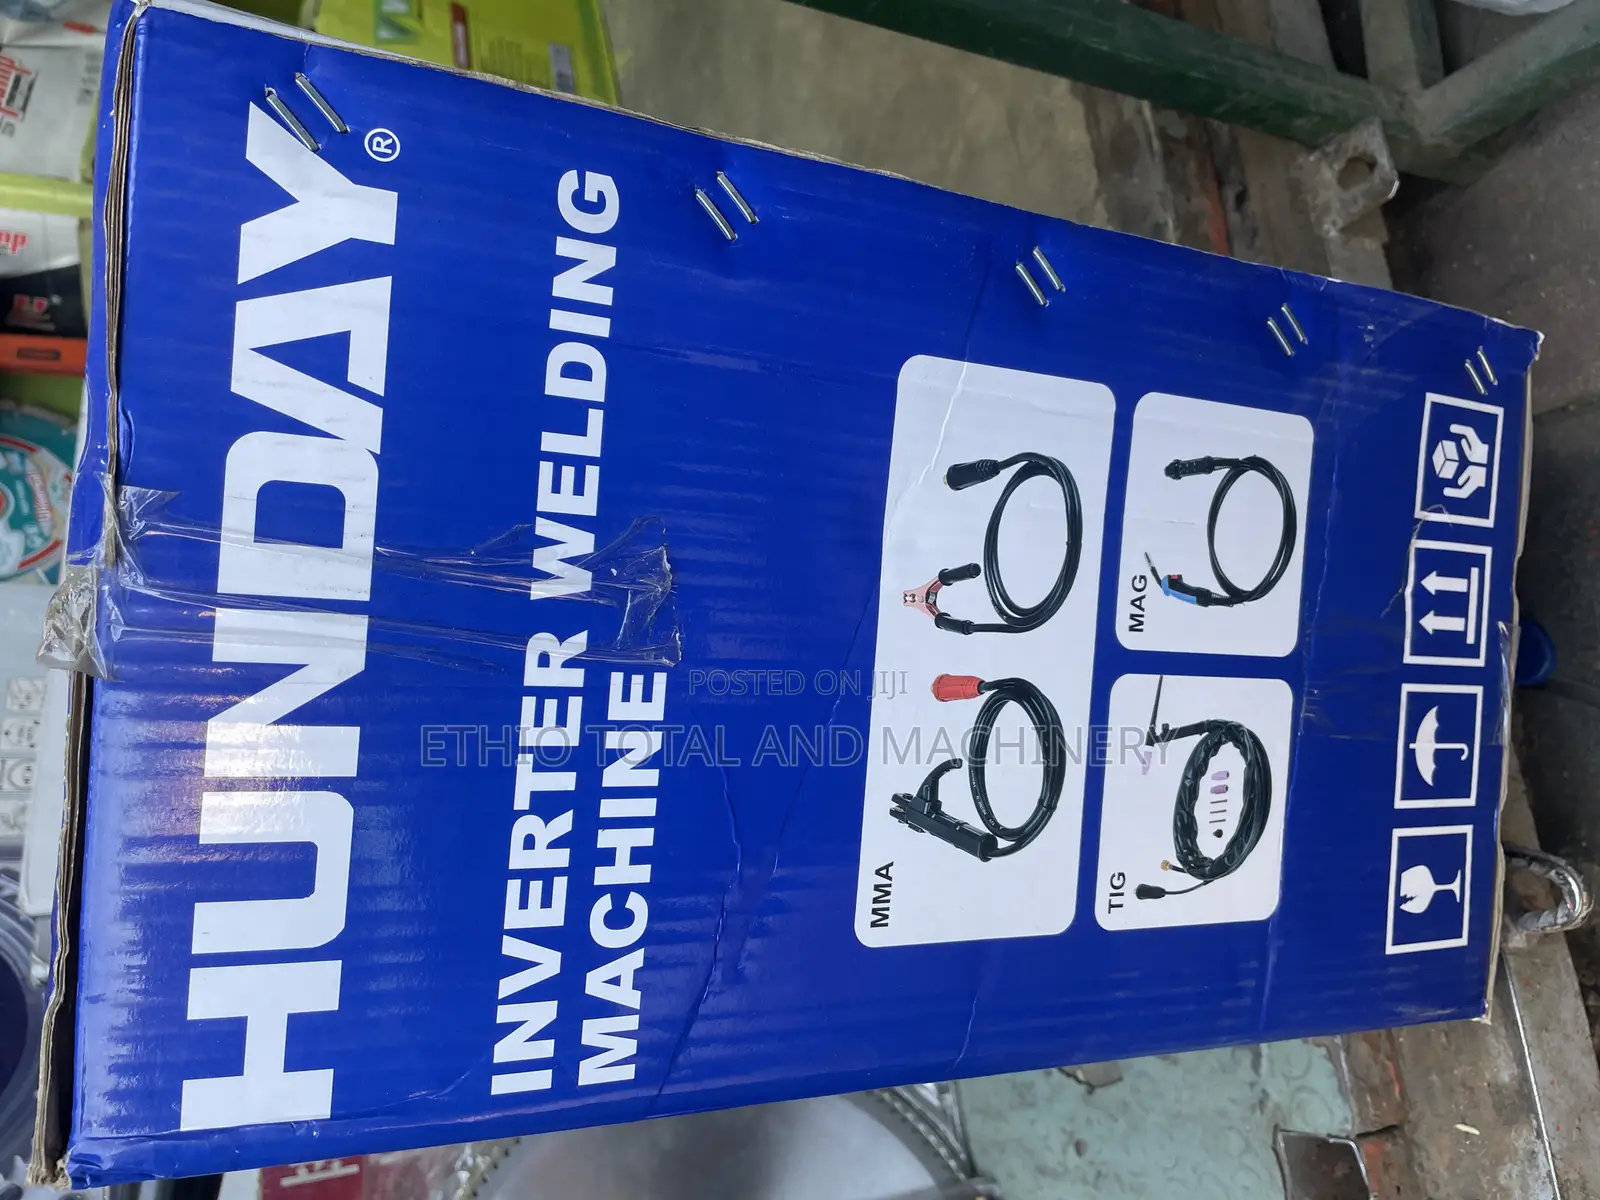 HUNDAY®
INVERTER WELDING
MACHINE
MMA
TIG
MAG
POSTED ON JIJI
ETHIO TOTAL AND MACHINERY